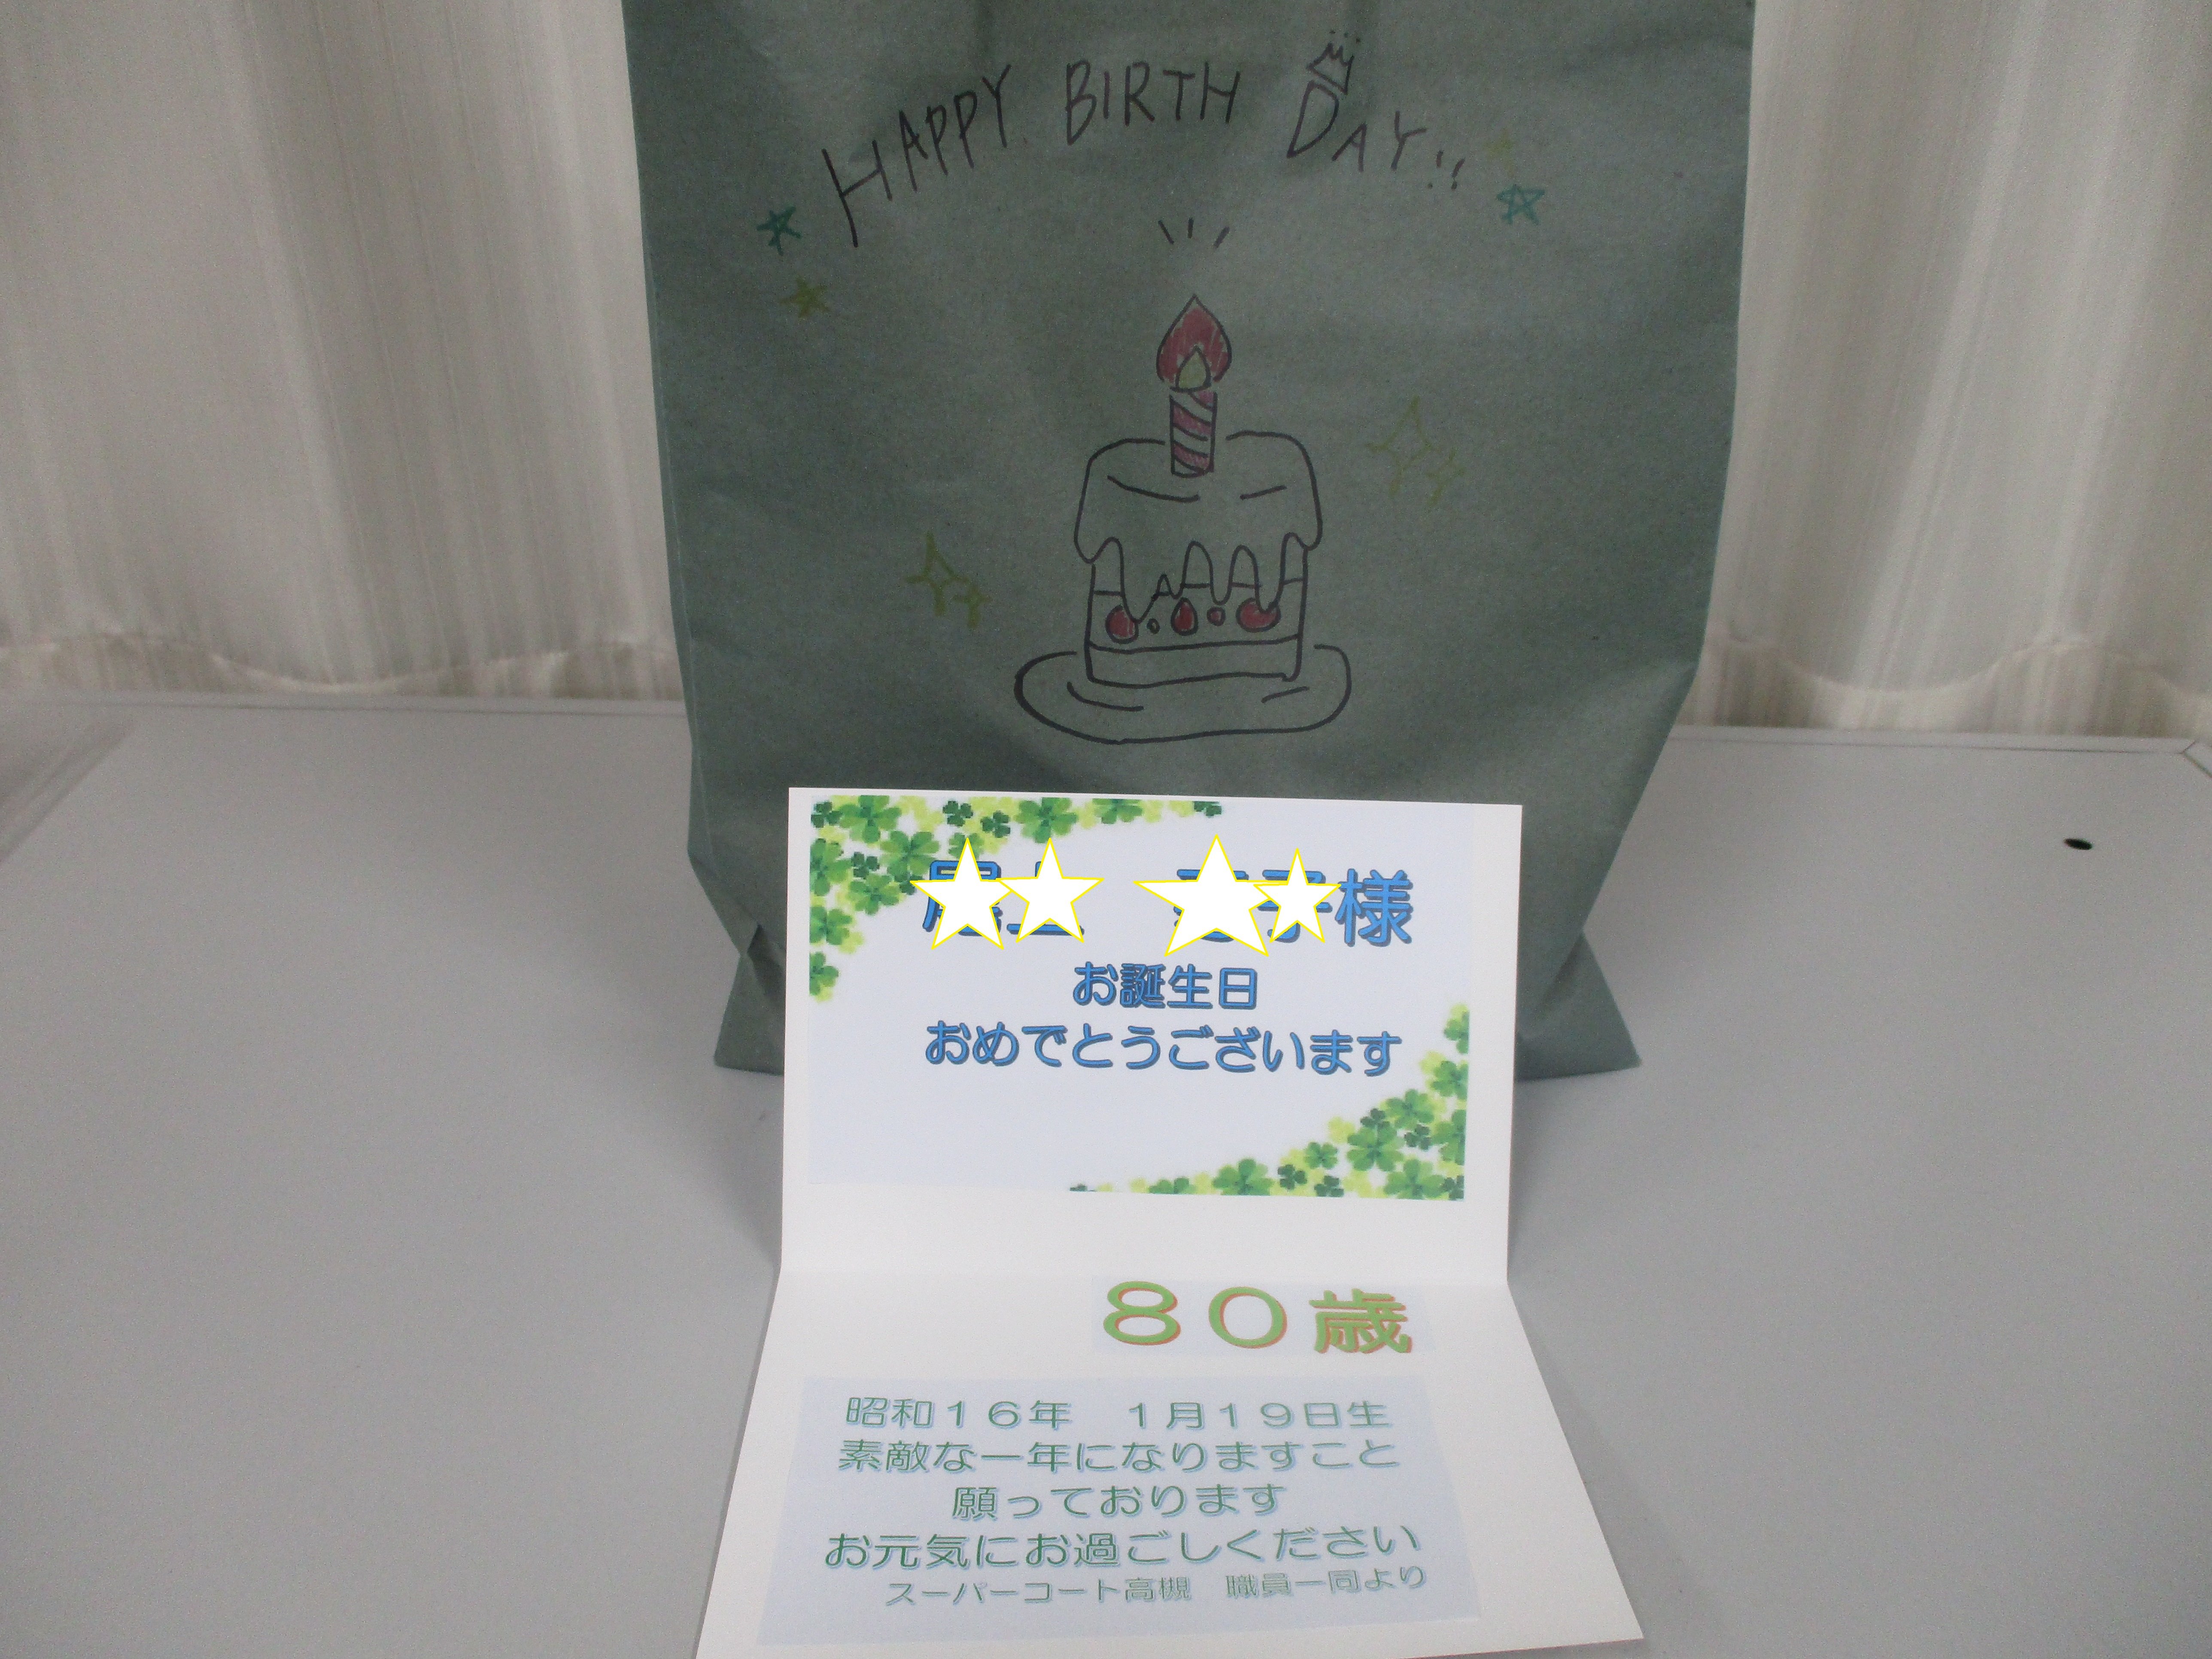 HAPPY BIRTH DAY!!
様
お誕生日
おめでとうございます
８０歳
昭和１６年　１月１９日生
素敵な一年になりますこと
願っております
お元気にお過ごしください
スーパーコート高槻　職員一同より